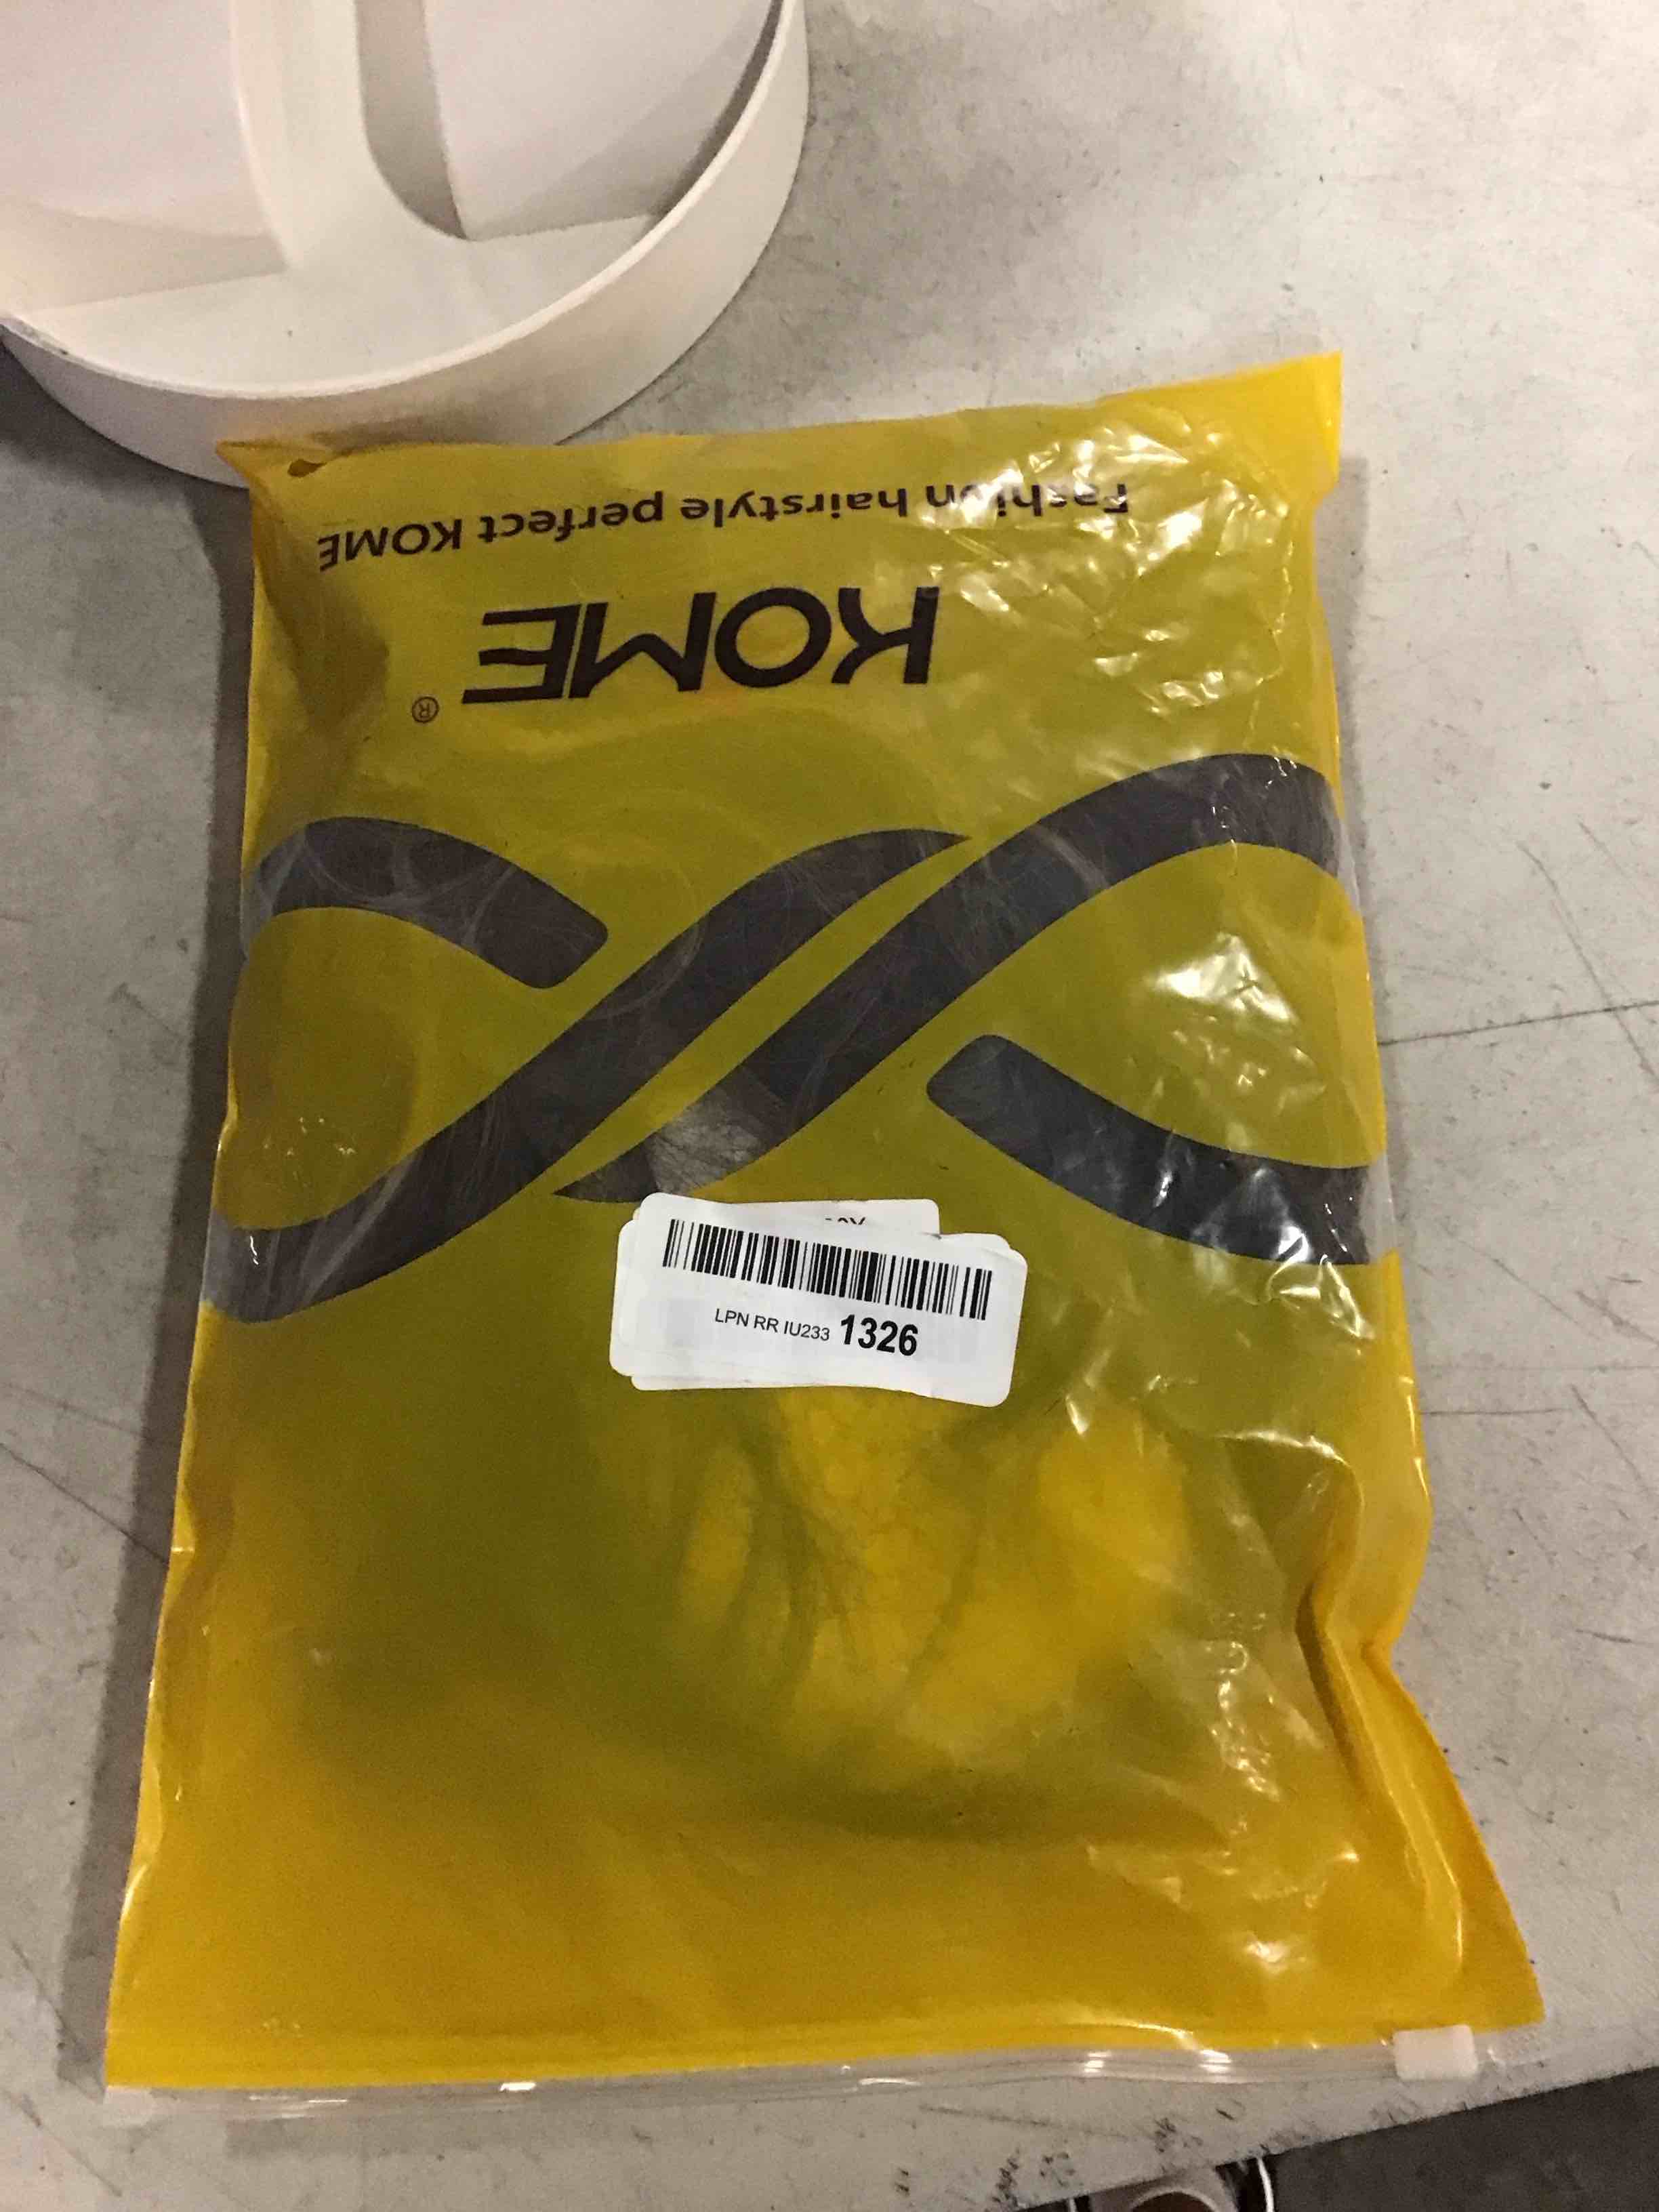 Fashion hairstyle perfect KOME
KOME®
LPN RR IU233 1326